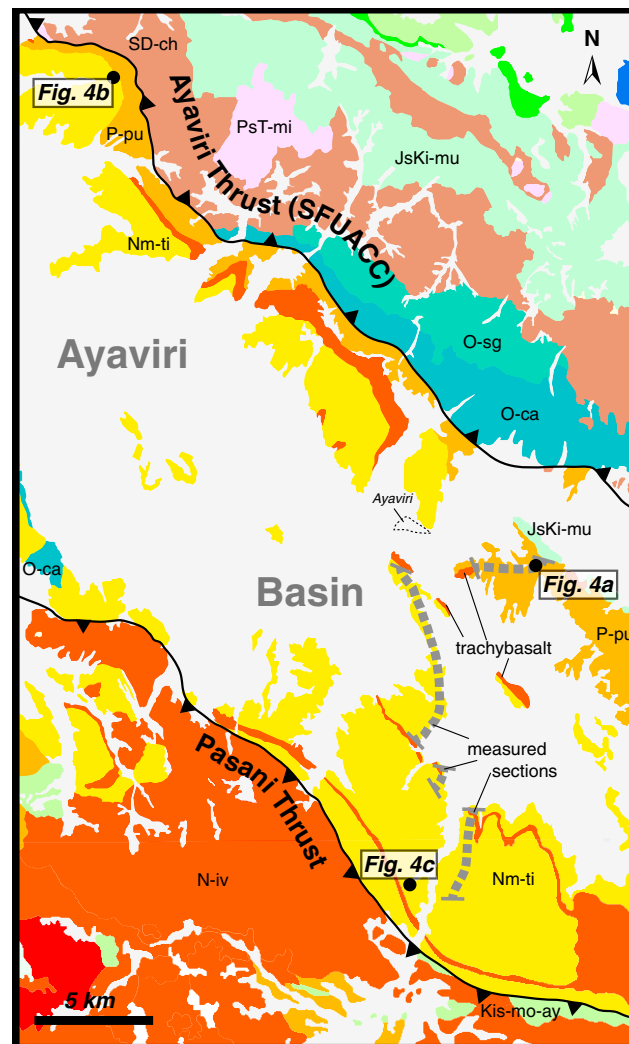 SD-ch
N
Fig. 4b
P-pu
PsT-mi
JsKi-mu
Ayaviri Thrust (SFUACC)
Nm-ti
O-sg
Ayaviri
O-ca
Ayaviri
JsKi-mu
O-ca
Fig. 4a
Basin
P-pu
trachybasalt
measured
sections
Pasani Thrust
Fig. 4c
N-iv
Nm-ti
5 km
Kis-mo-ay